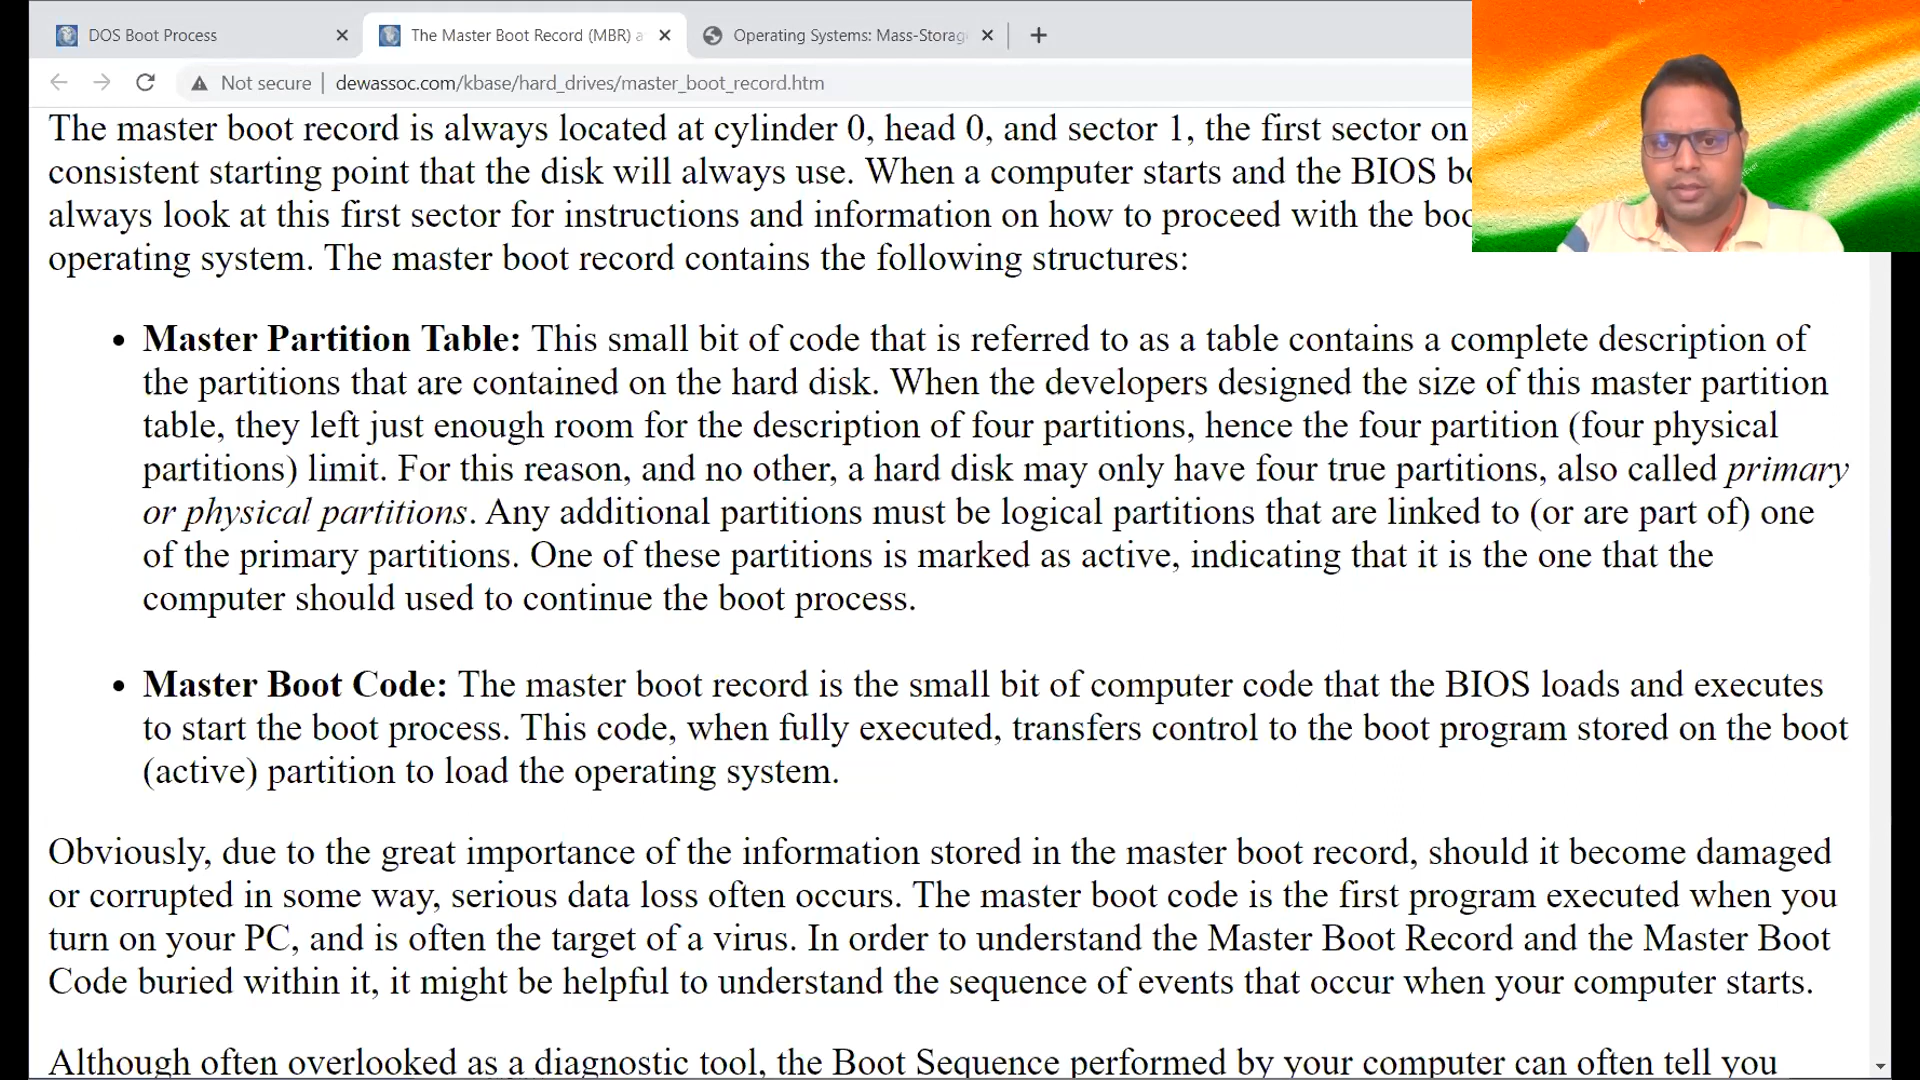 DOS Boot Process
The Master Boot Record (MBR) a
Operating Systems: Mass-Storag
Not secure | dewassoc.com/kbase/hard_drives/master_boot_record.htm
The master boot record is always located at cylinder 0, head 0, and sector 1, the first sector on
consistent starting point that the disk will always use. When a computer starts and the BIOS bo
always look at this first sector for instructions and information on how to proceed with the boo
operating system. The master boot record contains the following structures:
• Master Partition Table: This small bit of code that is referred to as a table contains a complete description of
the partitions that are contained on the hard disk. When the developers designed the size of this master partition
table, they left just enough room for the description of four partitions, hence the four partition (four physical
partitions) limit. For this reason, and no other, a hard disk may only have four true partitions, also called primary
or physical partitions. Any additional partitions must be logical partitions that are linked to (or are part of) one
of the primary partitions. One of these partitions is marked as active, indicating that it is the one that the
computer should used to continue the boot process.
• Master Boot Code: The master boot record is the small bit of computer code that the BIOS loads and executes
to start the boot process. This code, when fully executed, transfers control to the boot program stored on the boot
(active) partition to load the operating system.
Obviously, due to the great importance of the information stored in the master boot record, should it become damaged
or corrupted in some way, serious data loss often occurs. The master boot code is the first program executed when you
turn on your PC, and is often the target of a virus. In order to understand the Master Boot Record and the Master Boot
Code buried within it, it might be helpful to understand the sequence of events that occur when your computer starts.
Although often overlooked as a diagnostic tool, the Boot Sequence performed by your computer can often tell you